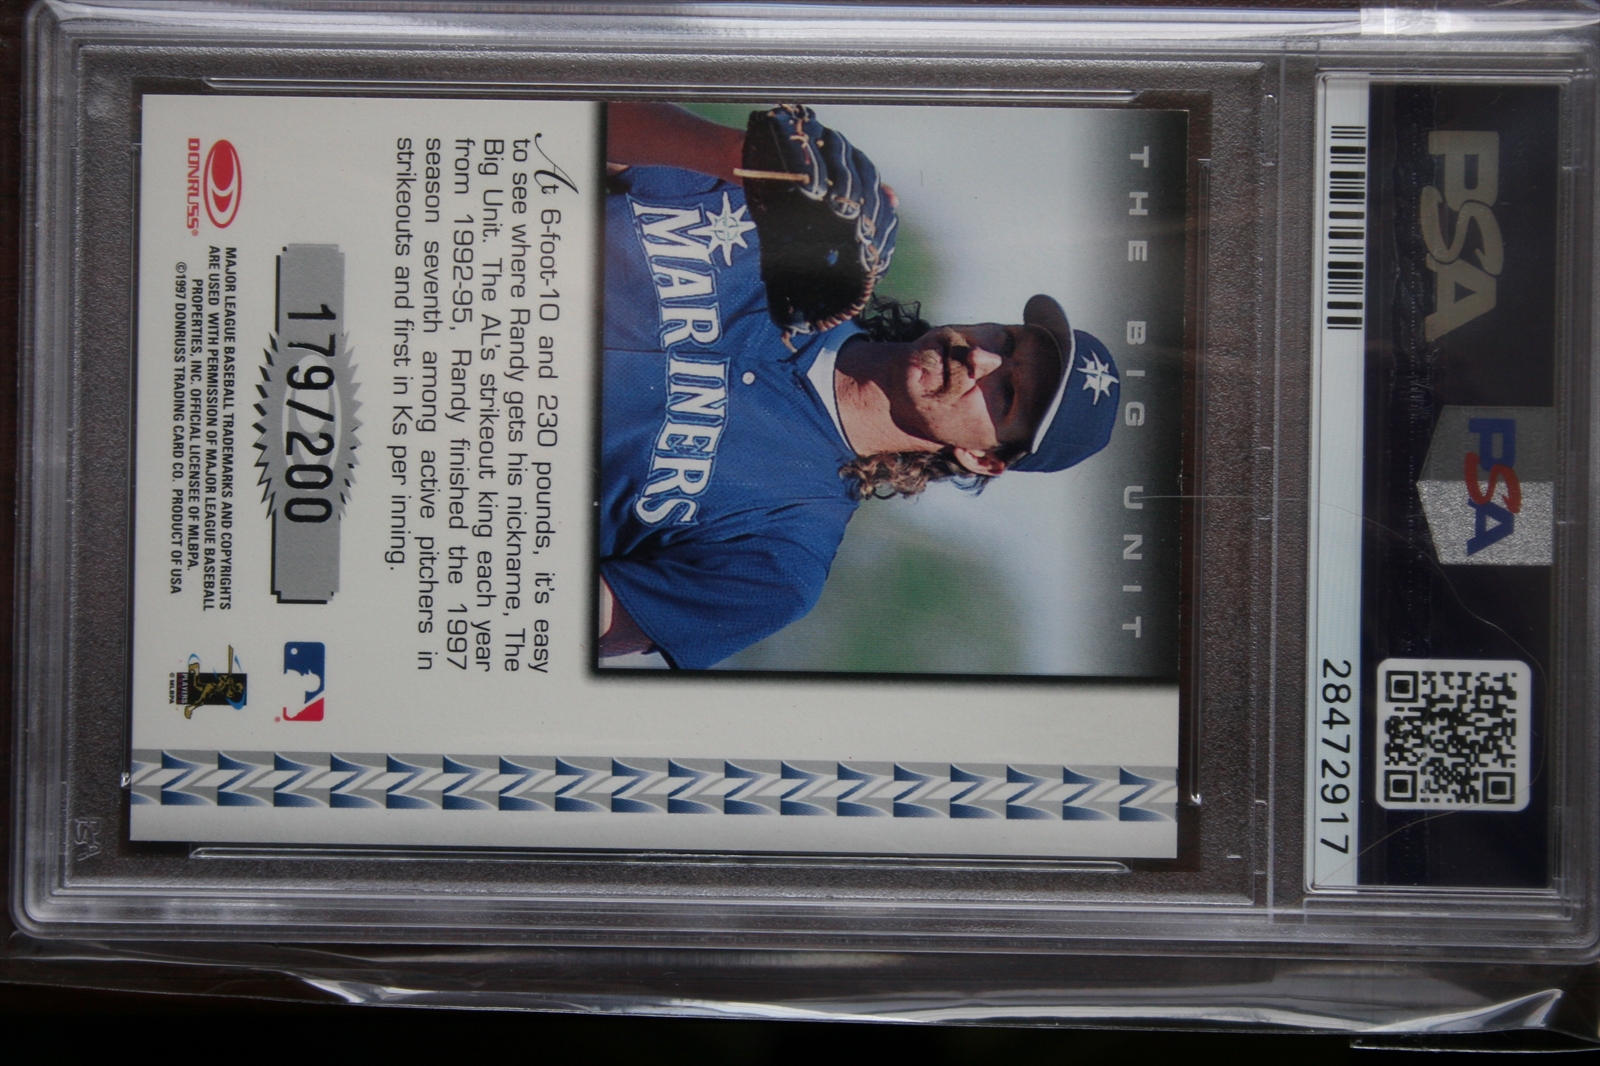 PSA
PSA
28472917
THE BIG UNIT
MARINERS
At 6-foot-10 and 230 pounds, it's easy
to see where Randy gets his nickname, The
Big Unit. The AL's strikeout king each year
from 1992-95, Randy finished the 1997
season seventh among active pitchers in
strikeouts and first in Ks per inning.
179/200
DONRUSS®
MAJOR LEAGUE BASEBALL TRADEMARKS AND COPYRIGHTS
ARE USED WITH PERMISSION OF MAJOR LEAGUE BASEBALL
PROPERTIES, INC. OFFICIAL LICENSEE OF MLBPA.
©1997 DONRUSS TRADING CARD CO. PRODUCT OF USA
PLAYERS
© MLBPA
PSA